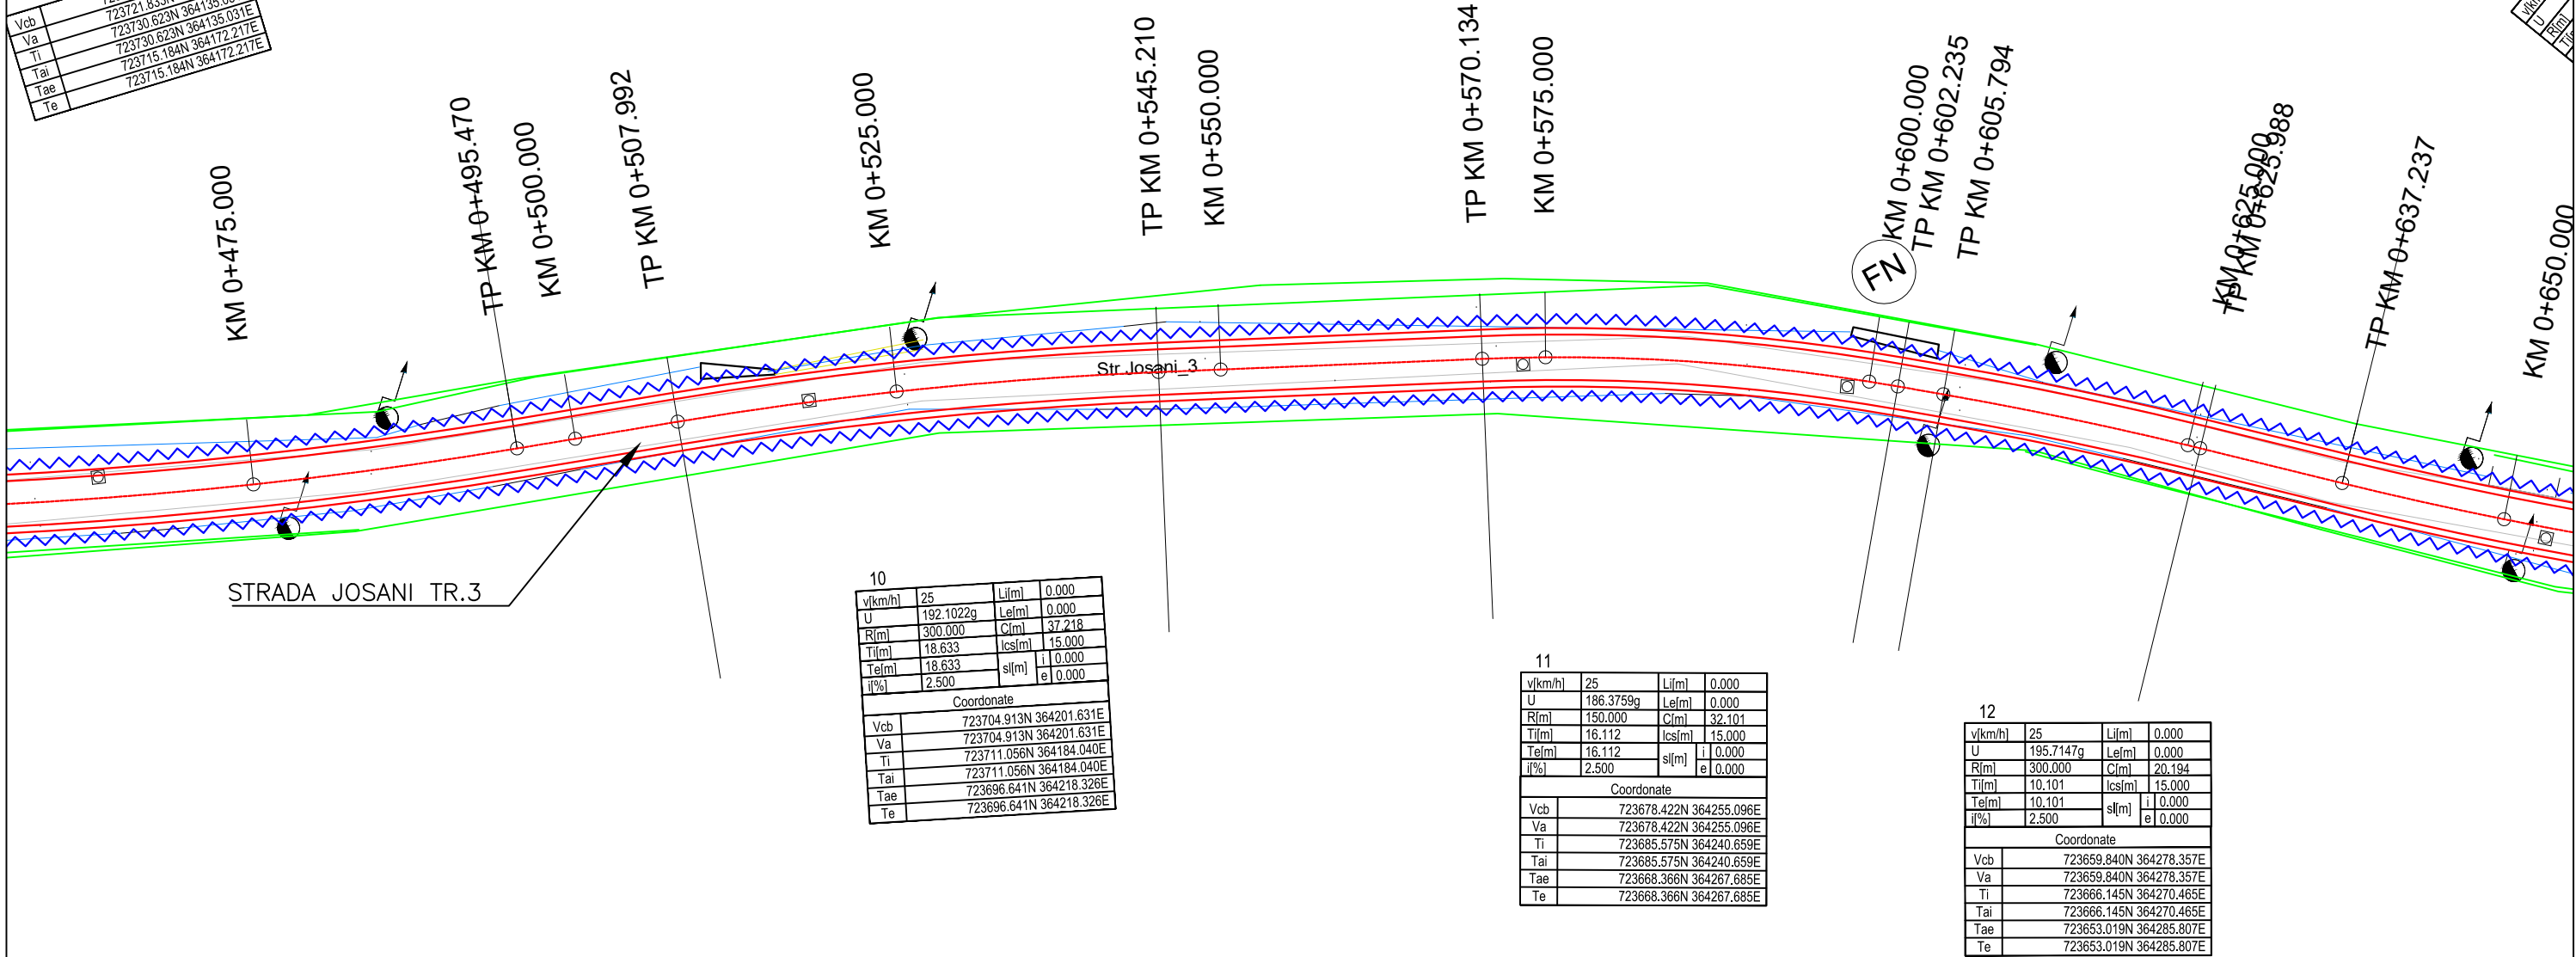 Vcb
Va 723730.623N
Ti 723730.623N 364135.031E
Tai 723715.184N 364172.217E
Tae 723715.184N 364172.217E
Te
KM 0+475.000
TP KM 0+495.470
KM 0+500.000
TP KM 0+507.992
KM 0+525.000
TP KM 0+545.210
KM 0+550.000
TP KM 0+570.134
KM 0+575.000
KM 0+600.000
TP KM 0+602.235
TP KM 0+605.794
KM 0+625.000
TP KM 0+625.988
TP KM 0+637.237
KM 0+650.000
FN
U
R[m]
Str Josani_3
STRADA JOSANI TR.3
10
v[km/h] 25 Li[m] 0.000
U 192.1022g Le[m] 0.000
R[m] 300.000 C[m] 37.218
Ti[m] 18.633 Ics[m] 15.000
Te[m] 18.633 sl[m] i 0.000
i[%] 2.500 e 0.000
Coordonate
Vcb 723704.913N 364201.631E
Va 723704.913N 364201.631E
Ti 723711.056N 364184.040E
Tai 723711.056N 364184.040E
Tae 723696.641N 364218.326E
Te 723696.641N 364218.326E
11
v[km/h] 25 Li[m] 0.000
U 186.3759g Le[m] 0.000
R[m] 150.000 C[m] 32.101
Ti[m] 16.112 Ics[m] 15.000
Te[m] 16.112 sl[m] i 0.000
i[%] 2.500 e 0.000
Coordonate
Vcb 723678.422N 364255.096E
Va 723678.422N 364255.096E
Ti 723685.575N 364240.659E
Tai 723685.575N 364240.659E
Tae 723668.366N 364267.685E
Te 723668.366N 364267.685E
12
v[km/h] 25 Li[m] 0.000
U 195.7147g Le[m] 0.000
R[m] 300.000 C[m] 20.194
Ti[m] 10.101 Ics[m] 15.000
Te[m] 10.101 sl[m] i 0.000
i[%] 2.500 e 0.000
Coordonate
Vcb 723659.840N 364278.357E
Va 723659.840N 364278.357E
Ti 723666.145N 364270.465E
Tai 723666.145N 364270.465E
Tae 723653.019N 364285.807E
Te 723653.019N 364285.807E